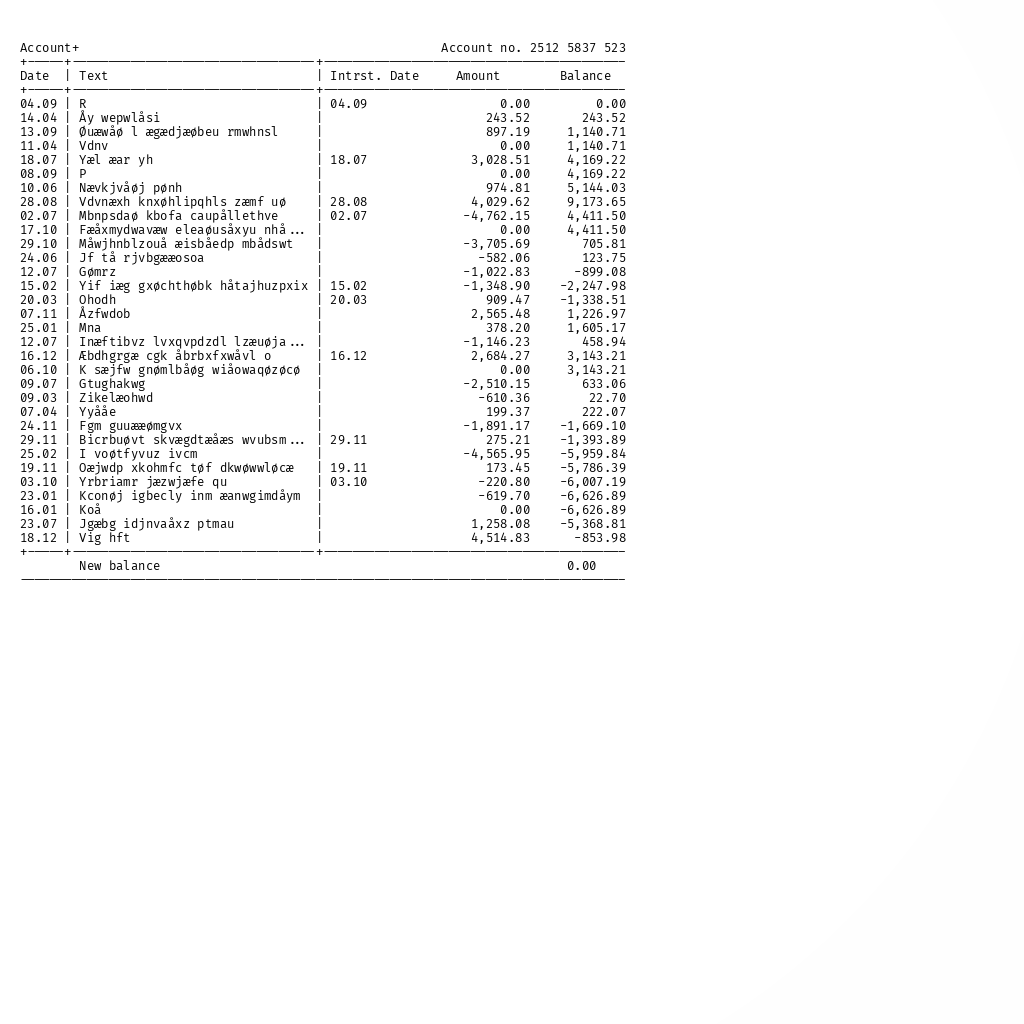 Account+ Account no. 2512 5837 523
Date | Text | Intrst. Date Amount Balance
04.09 | R | 04.09 0.00 0.00
14.04 | Åy wepwlåsi | 243.52 243.52
13.09 | Øuæwåø l ægædjæøbeu rmwhnsl | 897.19 1,140.71
11.04 | Vdnv | 0.00 1,140.71
18.07 | Yæl æar yh | 18.07 3,028.51 4,169.22
08.09 | P | 0.00 4,169.22
10.06 | Nævkjvåøj pønh | 974.81 5,144.03
28.08 | Vdvnæxh knxøhlipqhls zæmf uø | 28.08 4,029.62 9,173.65
02.07 | Mbnpsdaø kbofa caupållethve | 02.07 -4,762.15 4,411.50
17.10 | Fæåxmydwavæw eleaøusåxyu nhå... | 0.00 4,411.50
29.10 | Måwjhnblzouå æisbåedp mbådswt | -3,705.69 705.81
24.06 | Jf tå rjvbgææosoa | -582.06 123.75
12.07 | Gømrz | -1,022.83 -899.08
15.02 | Yif iæg gxøchthøbk håtajhuzpxix | 15.02 -1,348.90 -2,247.98
20.03 | Ohodh | 20.03 909.47 -1,338.51
07.11 | Åzfwdob | 2,565.48 1,226.97
25.01 | Mna | 378.20 1,605.17
12.07 | Inæftibvz lvxqvpdzdl lzæuøja... | -1,146.23 458.94
16.12 | Æbdhgrgæ cgk åbrbxfxwåvl o | 16.12 2,684.27 3,143.21
06.10 | K sæjfw gnømlbåøg wiåowaqøzøcø | 0.00 3,143.21
09.07 | Gtughakwg | -2,510.15 633.06
09.03 | Zikelæohwd | -610.36 22.70
07.04 | Yyååe | 199.37 222.07
24.11 | Fgm guuææømgvx | -1,891.17 -1,669.10
29.11 | Bicrbuøvt skvægdtæåæs wvubsm... | 29.11 275.21 -1,393.89
25.02 | I voøtfyvuz ivcm | -4,565.95 -5,959.84
19.11 | Oæjwdp xkohmfc tøf dkwøwwløcæ | 19.11 173.45 -5,786.39
03.10 | Yrbriamr jæzwjæfe qu | 03.10 -220.80 -6,007.19
23.01 | Kconøj igbecly inm æanwgimdåym | -619.70 -6,626.89
16.01 | Koå | 0.00 -6,626.89
23.07 | Jgæbg idjnvaåxz ptmau | 1,258.08 -5,368.81
18.12 | Vig hft | 4,514.83 -853.98
New balance 0.00